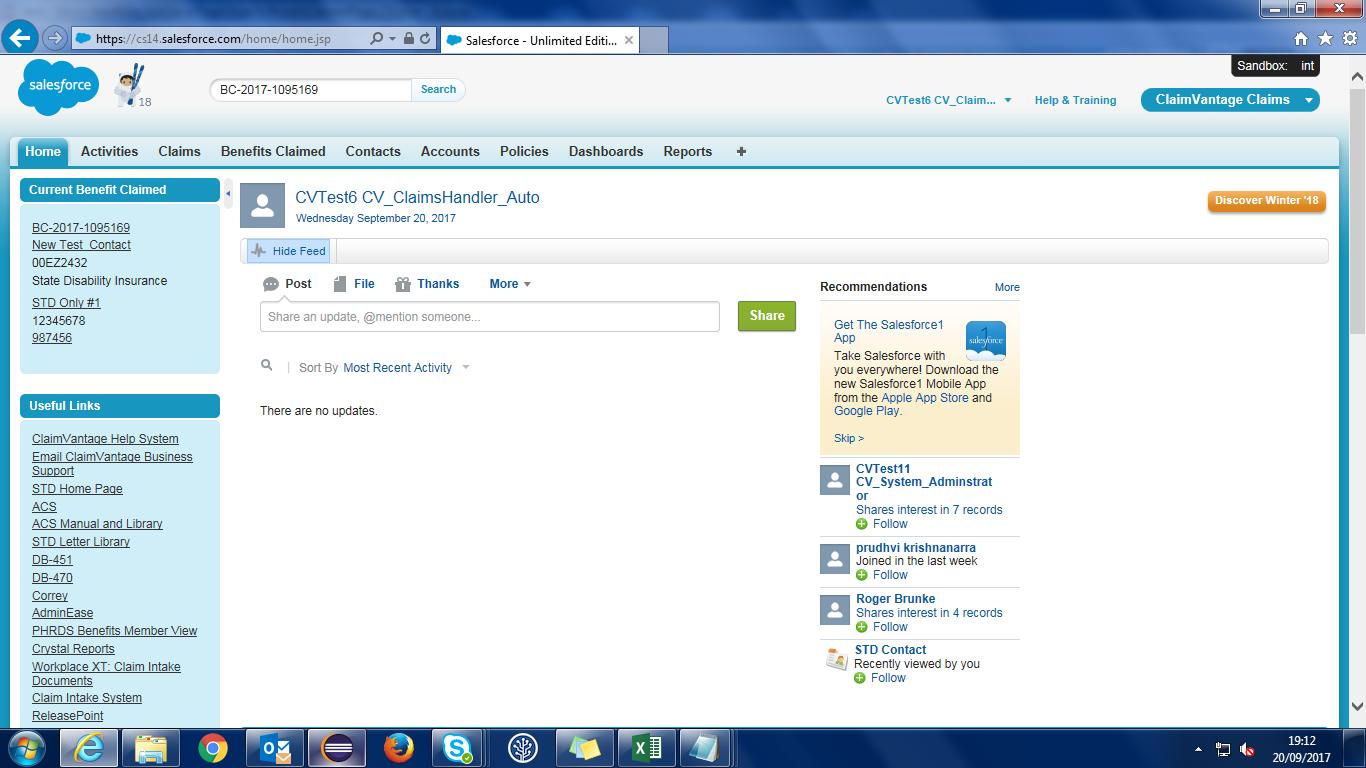 https://cs14.salesforce.com/home/home.jsp
Salesforce - Unlimited Editi...
Sandbox: int
salesforce
18
BC-2017-1095169
Search
CVTest6 CV_Claim...
Help & Training
ClaimVantage Claims
Home
Activities
Claims
Benefits Claimed
Contacts
Accounts
Policies
Dashboards
Reports
Current Benefit Claimed
BC-2017-1095169
New Test_Contact
00EZ2432
State Disability Insurance
STD Only #1
12345678
987456
Useful Links
ClaimVantage Help System
Email ClaimVantage Business
Support
STD Home Page
ACS
ACS Manual and Library
STD Letter Library
DB-451
DB-470
Correy
AdminEase
PHRDS Benefits Member View
Crystal Reports
Workplace XT: Claim Intake
Documents
Claim Intake System
ReleasePoint
CVTest6 CV_ClaimsHandler_Auto
Wednesday September 20, 2017
Discover Winter '18
Hide Feed
Post
File
Thanks
More
Share an update, @mention someone...
Share
Sort By Most Recent Activity
There are no updates.
Recommendations
More
Get The Salesforce1
App
salesforce
1
Take Salesforce with
you everywhere! Download the
new Salesforce1 Mobile App
from the Apple App Store and
Google Play.
Skip >
CVTest11
CV_System_Adminstrat
or
Shares interest in 7 records
Follow
prudhvi krishnanarra
Joined in the last week
Follow
Roger Brunke
Shares interest in 4 records
Follow
STD Contact
Recently viewed by you
Follow
19:12
20/09/2017